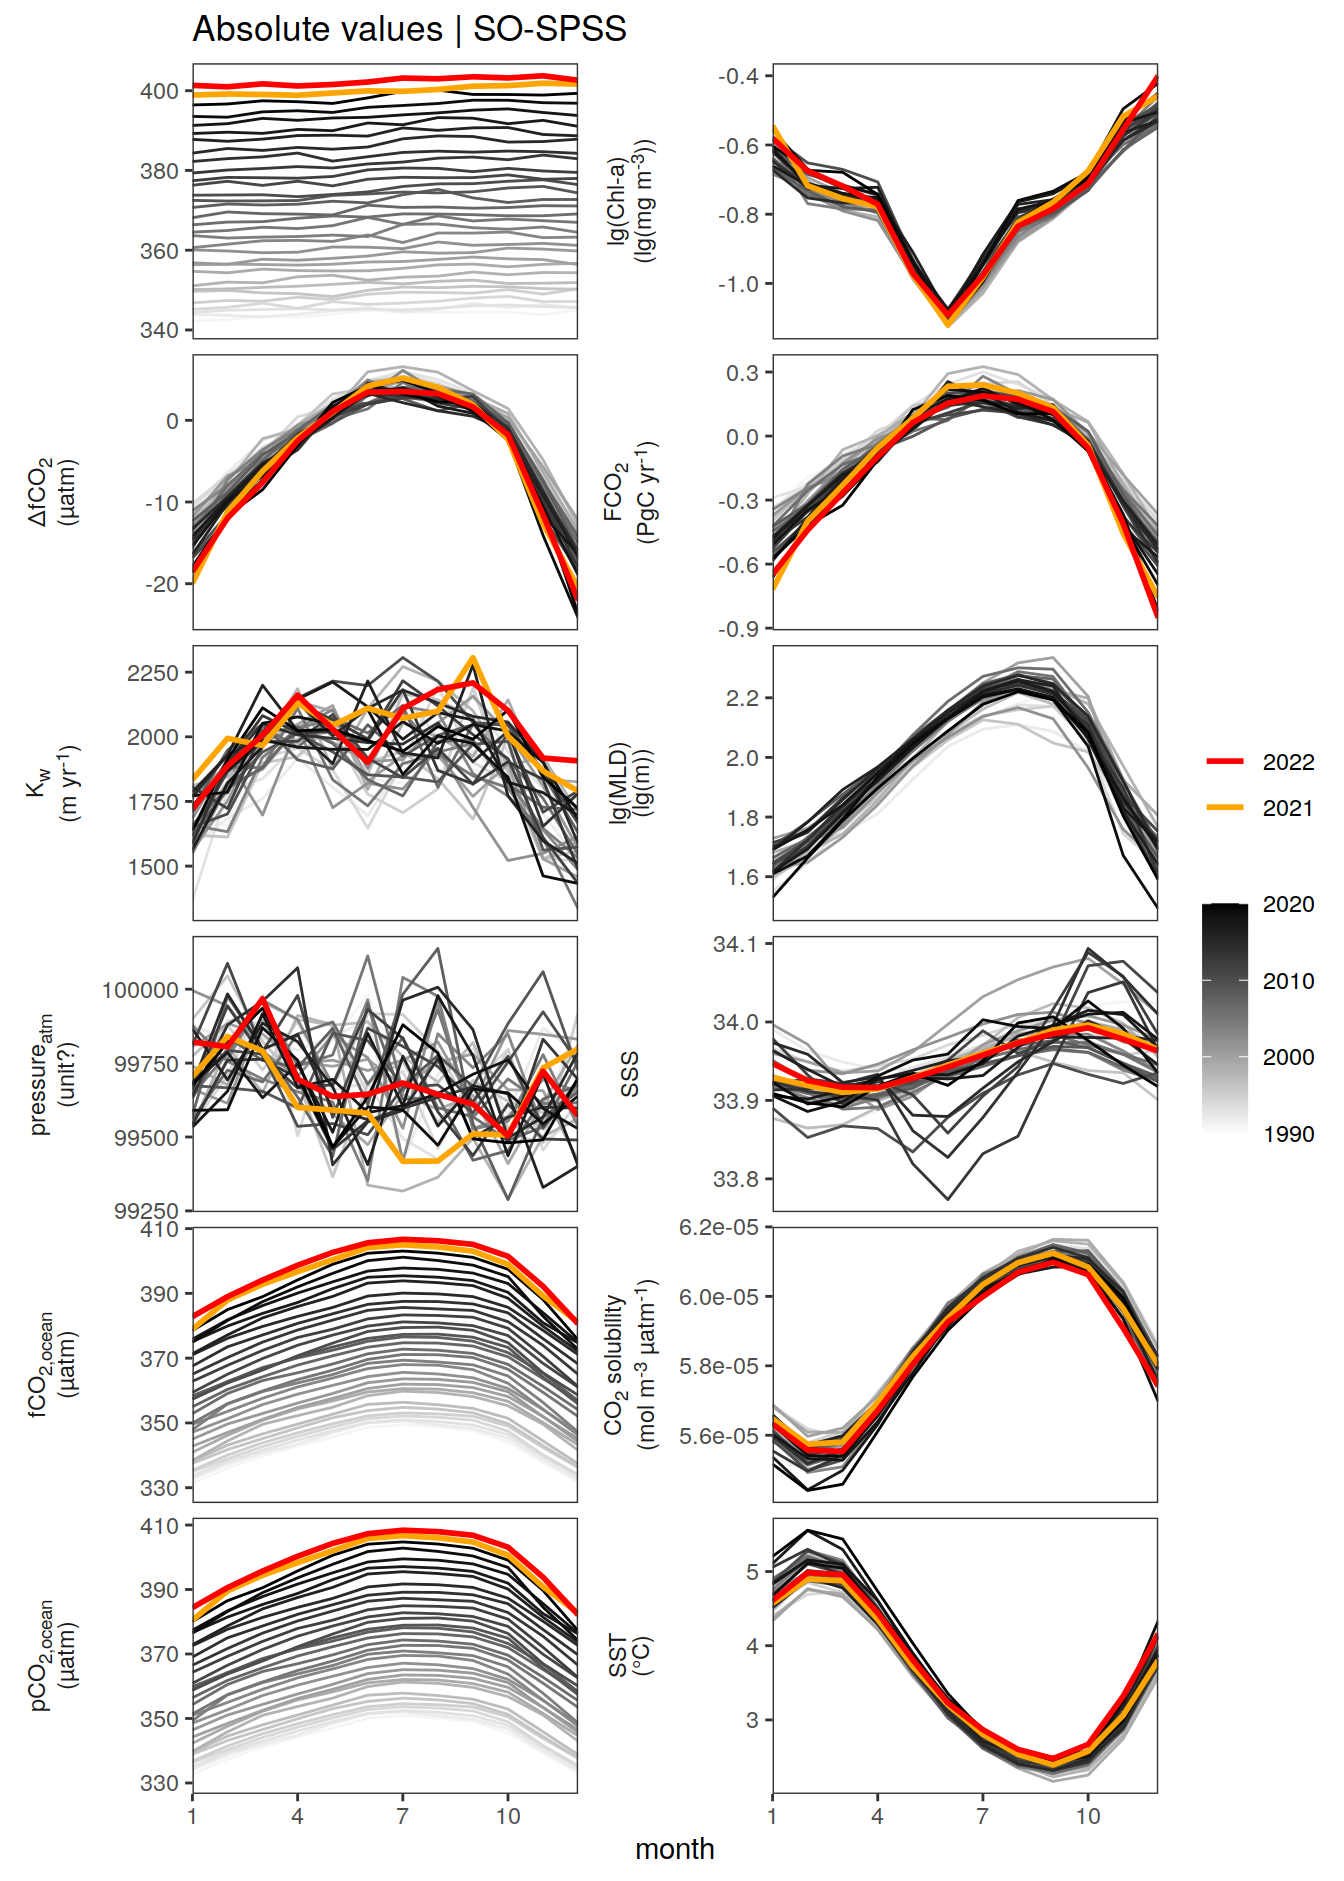 Absolute values | SO-SPSS
400
380
360
340
lg(Chl-a)
(lg(mg m⁻³))
-0.4
-0.6
-0.8
-1.0
ΔfCO₂
(µatm)
0
-10
-20
FCO₂
(PgC yr⁻¹)
0.3
0.0
-0.3
-0.6
-0.9
K_w
(m yr⁻¹)
2250
2000
1750
1500
lg(MLD)
(lg(m))
2.2
2.0
1.8
1.6
pressure_atm
(unit?)
100000
99750
99500
99250
SSS
34.1
34.0
33.9
33.8
fCO₂,ocean
(µatm)
410
390
370
350
330
CO₂ solubility
(mol m⁻³ µatm⁻¹)
6.2e-05
6.0e-05
5.8e-05
5.6e-05
pCO₂,ocean
(µatm)
410
390
370
350
330
SST
(°C)
5
4
3
1 4 7 10
1 4 7 10
month
2022
2021
2020
2010
2000
1990